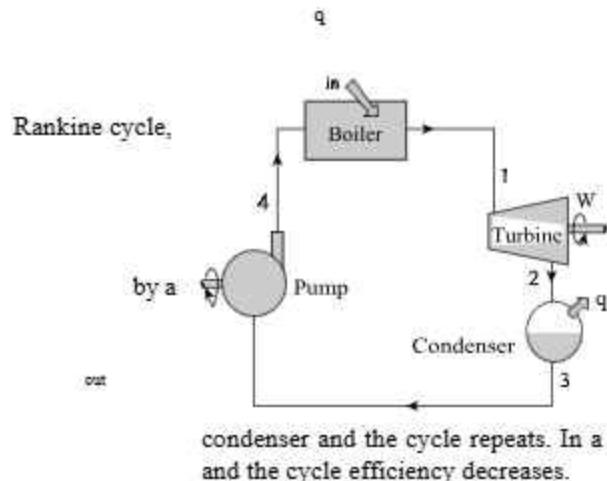 q
in
Rankine cycle,
Boiler
1
4
W
Turbine
by a
Pump
2
q
Condenser
3
out
condenser and the cycle repeats. In a
and the cycle efficiency decreases.